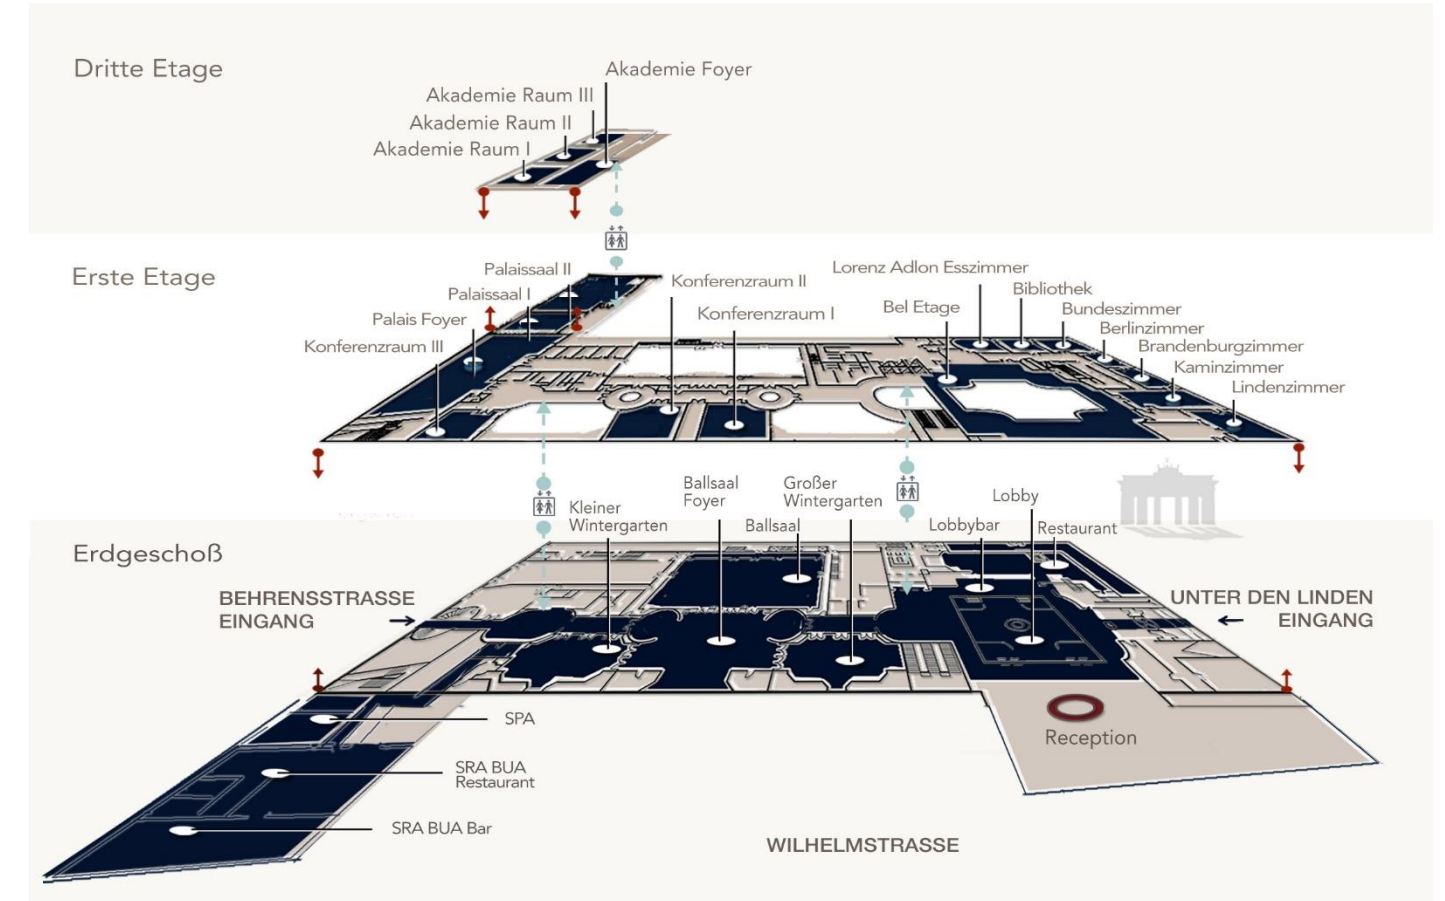 Dritte Etage
Akademie Foyer
Akademie Raum III
Akademie Raum II
Akademie Raum I
Erste Etage
Palaissaal II
Palaissaal I
Palais Foyer
Konferenzraum III
Konferenzraum II
Konferenzraum I
Lorenz Adlon Esszimmer
Bel Etage
Bibliothek
Bundeszimmer
Berlinzimmer
Brandenburgzimmer
Kaminzimmer
Lindenzimmer
Erdgeschoß
Kleiner
Wintergarten
Ballsaal
Foyer
Ballsaal
Großer
Wintergarten
Lobbybar
Lobby
Restaurant
BEHRENSSTRASSE
EINGANG
UNTER DEN LINDEN
EINGANG
SPA
SRA BUA
Restaurant
SRA BUA Bar
Reception
WILHELMSTRASSE